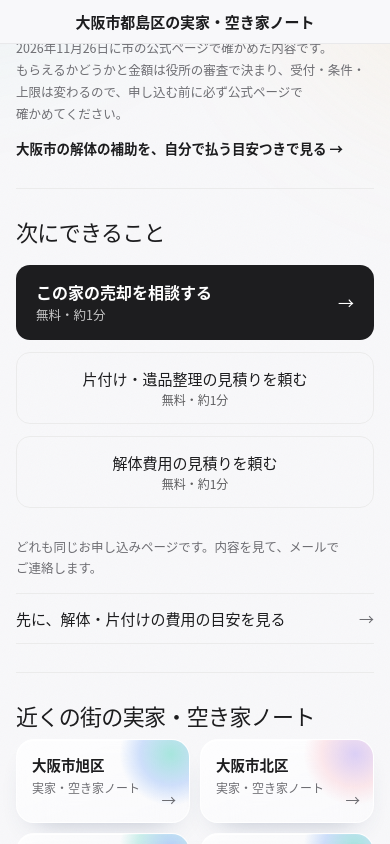 大阪市都島区の実家・空き家ノート
2026年11月26日に市の公式ページで確かめた内容です。
もらえるかどうかと金額は役所の審査で決まり、受付・条件・
上限は変わるので、申し込む前に必ず公式ページで
確かめてください。
大阪市の解体の補助を、自分で払う目安つきで見る →
次にできること
この家の売却を相談する
無料・約1分
→
片付け・遺品整理の見積りを頼む
無料・約1分
解体費用の見積りを頼む
無料・約1分
どれも同じお申し込みページです。内容を見て、メールで
ご連絡します。
先に、解体・片付けの費用の目安を見る →
近くの街の実家・空き家ノート
大阪市旭区
実家・空き家ノート
→
大阪市北区
実家・空き家ノート
→